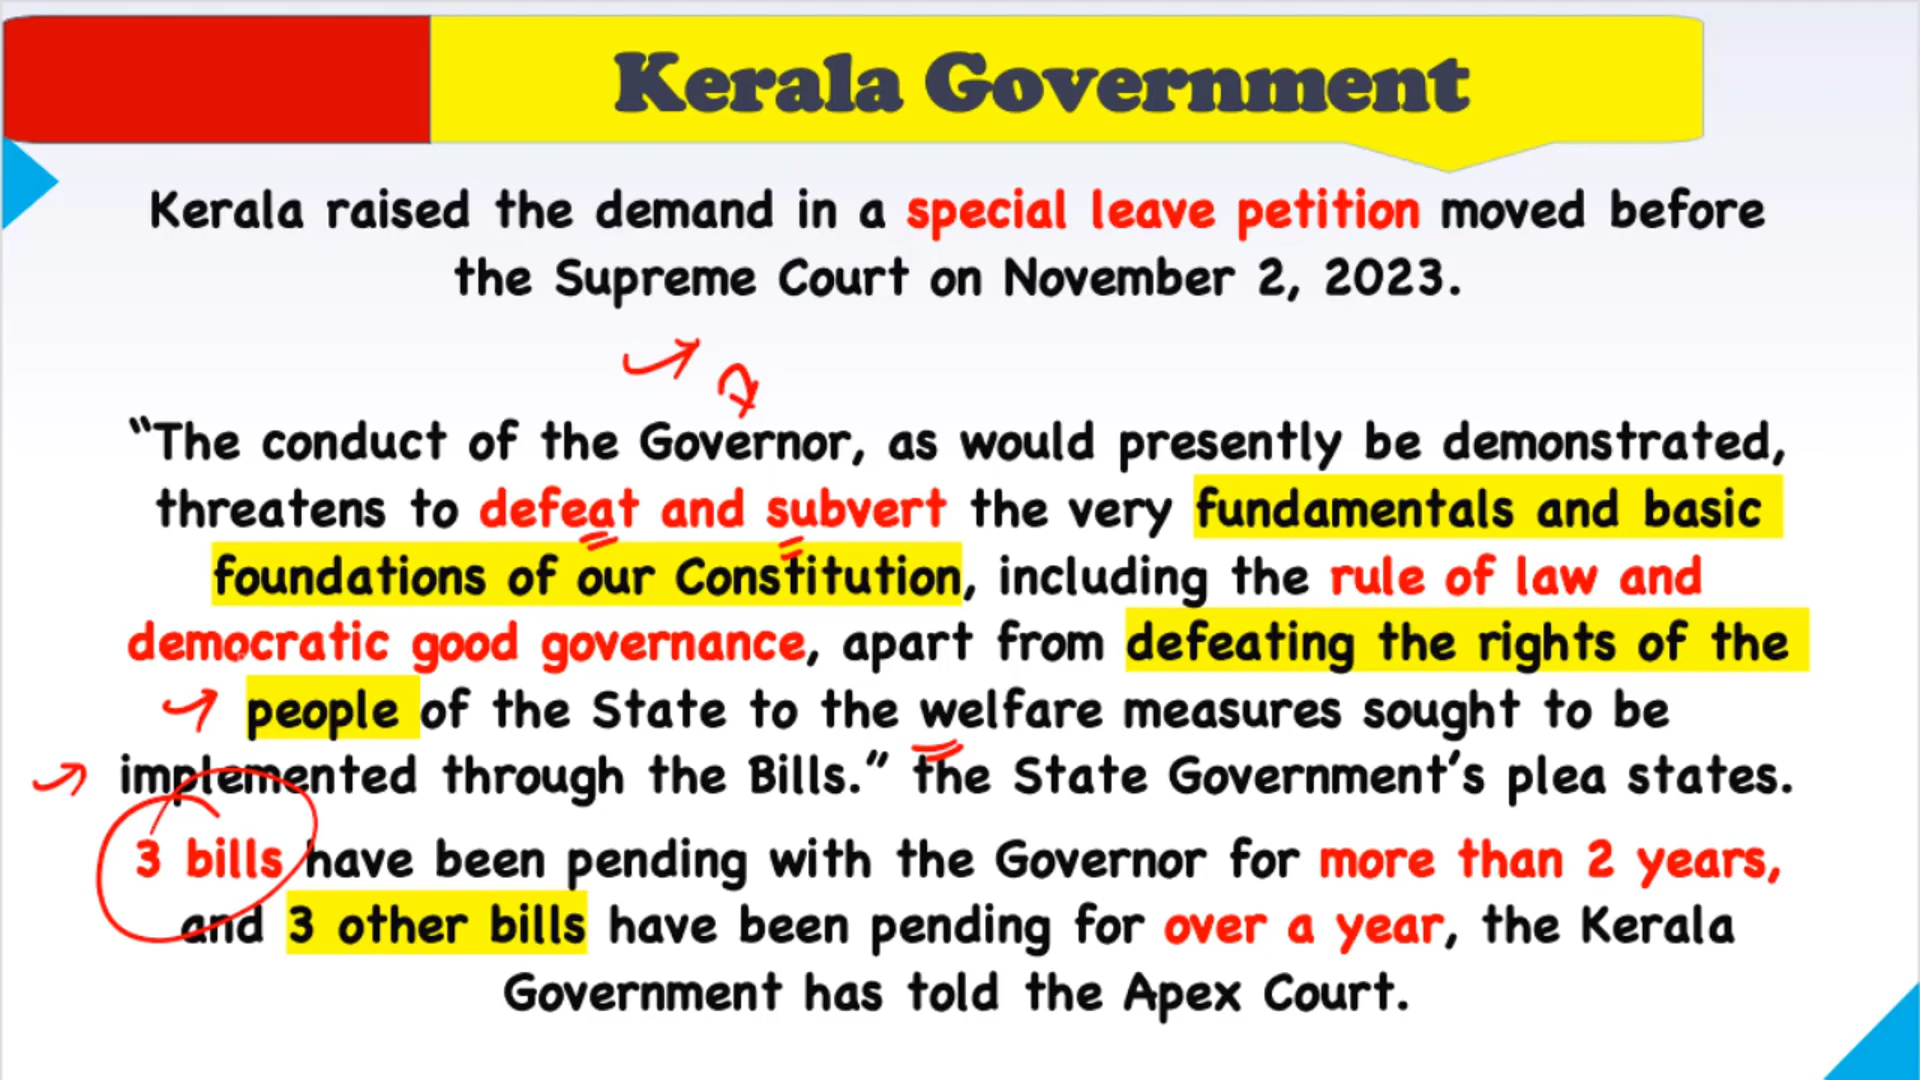 Kerala Government
Kerala raised the demand in a special leave petition moved before
the Supreme Court on November 2, 2023.
“The conduct of the Governor, as would presently be demonstrated,
threatens to defeat and subvert the very fundamentals and basic
foundations of our Constitution, including the rule of law and
democratic good governance, apart from defeating the rights of the
people of the State to the welfare measures sought to be
implemented through the Bills.” the State Government’s plea states.
3 bills have been pending with the Governor for more than 2 years,
and 3 other bills have been pending for over a year, the Kerala
Government has told the Apex Court.